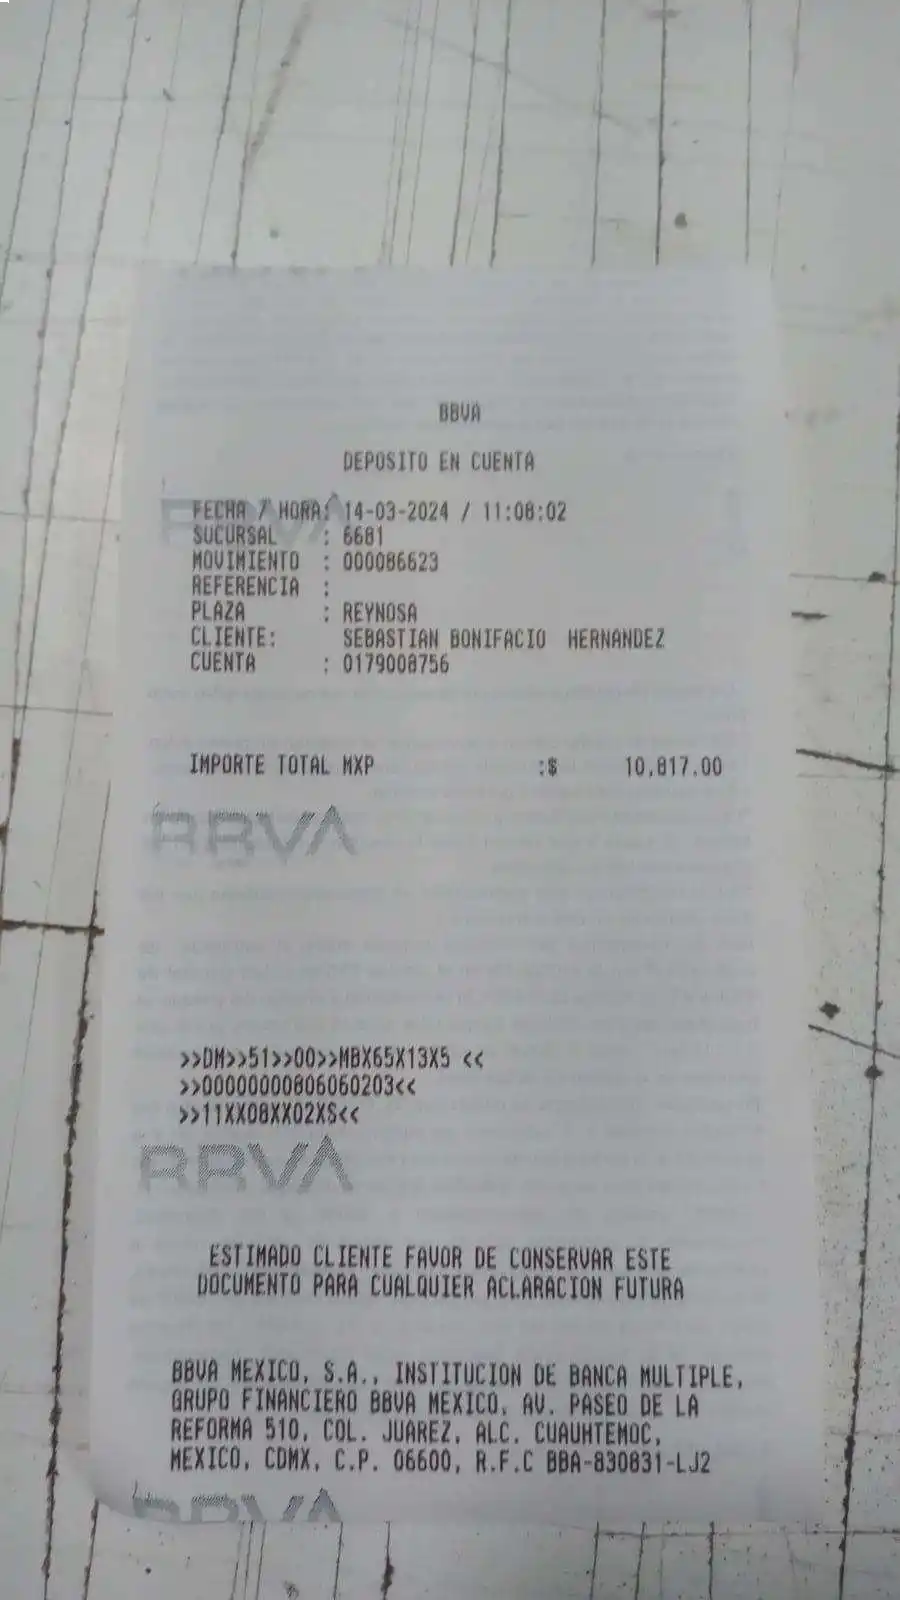 BBVA
DEPOSITO EN CUENTA
FECHA / HORA: 14-03-2024 / 11:08:02
SUCURSAL : 6681
MOVIMIENTO : 000086623
REFERENCIA :
PLAZA : REYNOSA
CLIENTE: SEBASTIAN BONIFACIO HERNANDEZ
CUENTA : 0179008756
IMPORTE TOTAL MXP :$ 10,817.00
BBVA
>>DM>>51>>00>>MBX65X13X5 <<
>>00000000806060203<<
>>11XX08XX02XS<<
BBVA
ESTIMADO CLIENTE FAVOR DE CONSERVAR ESTE
DOCUMENTO PARA CUALQUIER ACLARACION FUTURA
BBVA MEXICO, S.A., INSTITUCION DE BANCA MULTIPLE,
GRUPO FINANCIERO BBVA MEXICO, AV. PASEO DE LA
REFORMA 510, COL. JUAREZ, ALC. CUAUHTEMOC,
MEXICO, CDMX, C.P. 06600, R.F.C BBA-830831-LJ2
BBVA